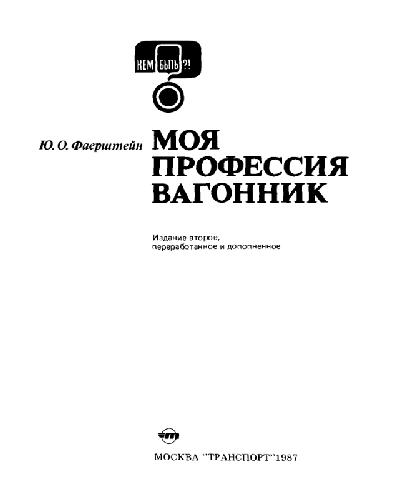 КЕМ БЫТЬ?!
Ю. О. Фаерштейн
МОЯ
ПРОФЕССИЯ
ВАГОННИК
Издание второе,
переработанное и дополненное
МОСКВА "ТРАНСПОРТ" 1987